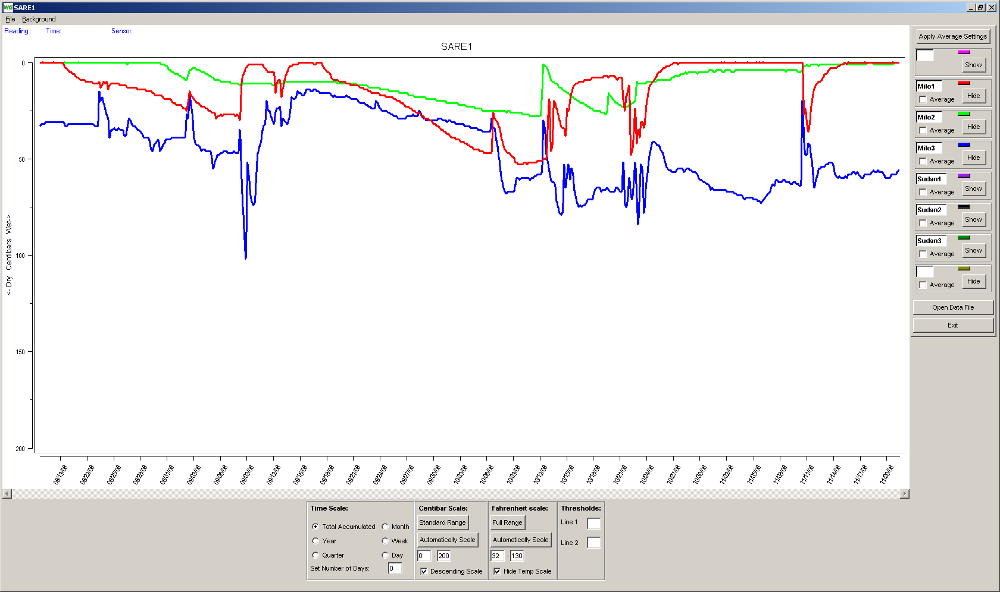 WG SARE1
File Background
Reading:: Time: Sensor:
SARE1
0
50
100
150
200
<- Dry Centibars Wet->
08/19/08 08/22/08 08/25/08 08/28/08 08/31/08 09/03/08 09/06/08 09/09/08 09/12/08 09/15/08 09/18/08 09/21/08 09/24/08 09/27/08 09/30/08 10/03/08 10/06/08 10/09/08 10/12/08 10/15/08 10/18/08 10/21/08 10/24/08 10/27/08 10/30/08 11/02/08 11/05/08 11/08/08 11/11/08 11/14/08 11/17/08 11/20/08
Apply Average Settings
Show
Milo1
Average Hide
Milo2
Average Hide
Milo3
Average Hide
Sudan1
Average Show
Sudan2
Average Show
Sudan3
Average Show
Average Hide
Open Data File
Exit
Time Scale:
Total Accumulated Month
Year Week
Quarter Day
Set Number of Days: 0
Centibar Scale:
Standard Range
Automatically Scale
0 - 200
Descending Scale
Fahrenheit scale:
Full Range
Automatically Scale
32 - 130
Hide Temp Scale
Thresholds:
Line 1
Line 2